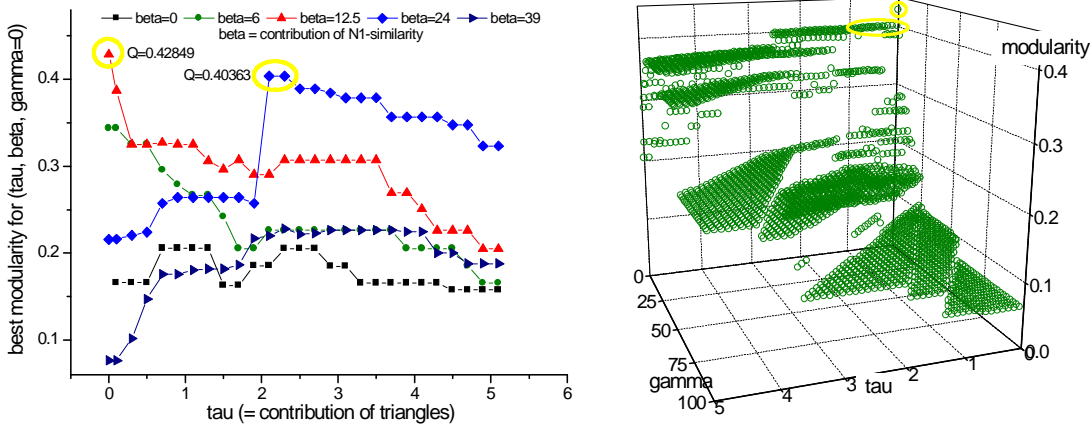 beta=0 beta=6 beta=12.5 beta=24 beta=39
beta = contribution of N1-similarity
Q=0.42849
Q=0.40363
best modularity for (tau, beta, gamma=0)
0.4
0.3
0.2
0.1
0 1 2 3 4 5 6
tau (= contribution of triangles)
modularity
0.4
0.3
0.2
0.1
0.0
0
25
50
75
100
gamma
5 4 3 2 1 0
tau